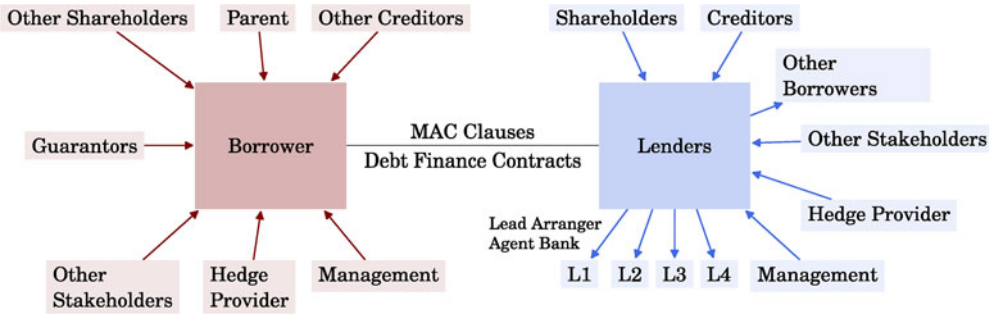 Other Shareholders
Parent
Other Creditors
Shareholders
Creditors
Other
Borrowers
Guarantors
Borrower
MAC Clauses
Debt Finance Contracts
Lenders
Other Stakeholders
Hedge Provider
Lead Arranger
Agent Bank
Other
Stakeholders
Hedge
Provider
Management
L1
L2
L3
L4
Management